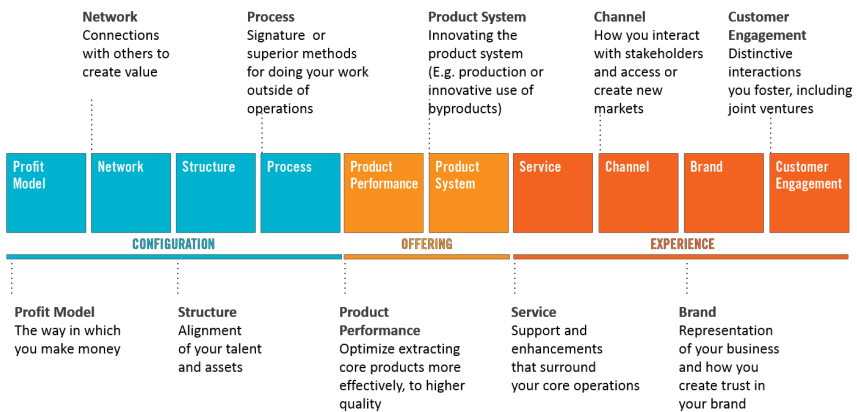 Network
Connections
with others to
create value
Process
Signature or
superior methods
for doing your work
outside of
operations
Product System
Innovating the
product system
(E.g. production or
innovative use of
byproducts)
Channel
How you interact
with stakeholders
and access or
create new
markets
Customer
Engagement
Distinctive
interactions
you foster, including
joint ventures
Profit
Model
Network
Structure
Process
Product
Performance
Product
System
Service
Channel
Brand
Customer
Engagement
CONFIGURATION
OFFERING
EXPERIENCE
Profit Model
The way in which
you make money
Structure
Alignment
of your talent
and assets
Product
Performance
Optimize extracting
core products more
effectively, to higher
quality
Service
Support and
enhancements
that surround
your core operations
Brand
Representation
of your business
and how you
create trust in
your brand